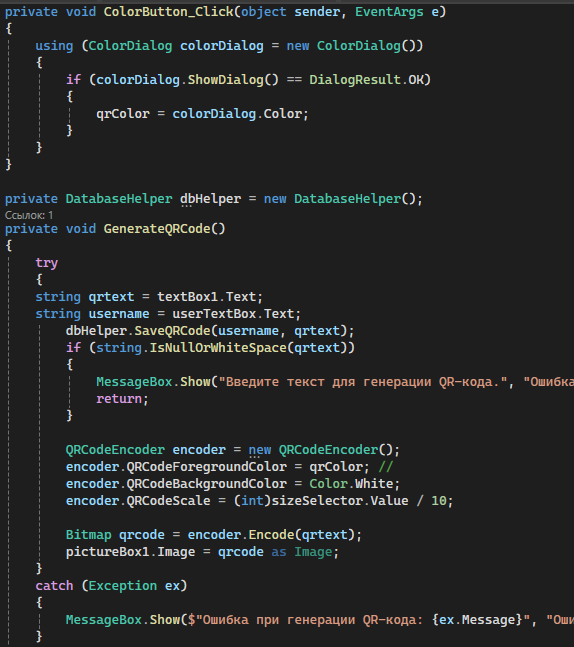 private void ColorButton_Click(object sender, EventArgs e)
{
using (ColorDialog colorDialog = new ColorDialog())
{
if (colorDialog.ShowDialog() == DialogResult.OK)
{
qrColor = colorDialog.Color;
}
}
}
private DatabaseHelper dbHelper = new DatabaseHelper();
Ссылок: 1
private void GenerateQRCode()
{
try
{
string qrtext = textBox1.Text;
string username = userTextBox.Text;
dbHelper.SaveQRCode(username, qrtext);
if (string.IsNullOrWhiteSpace(qrtext))
{
MessageBox.Show("Введите текст для генерации QR-кода.", "Ошибка
return;
}
QRCodeEncoder encoder = new QRCodeEncoder();
encoder.QRCodeForegroundColor = qrColor; //
encoder.QRCodeBackgroundColor = Color.White;
encoder.QRCodeScale = (int)sizeSelector.Value / 10;
Bitmap qrcode = encoder.Encode(qrtext);
pictureBox1.Image = qrcode as Image;
}
catch (Exception ex)
{
MessageBox.Show($"Ошибка при генерации QR-кода: {ex.Message}", "Оши
}